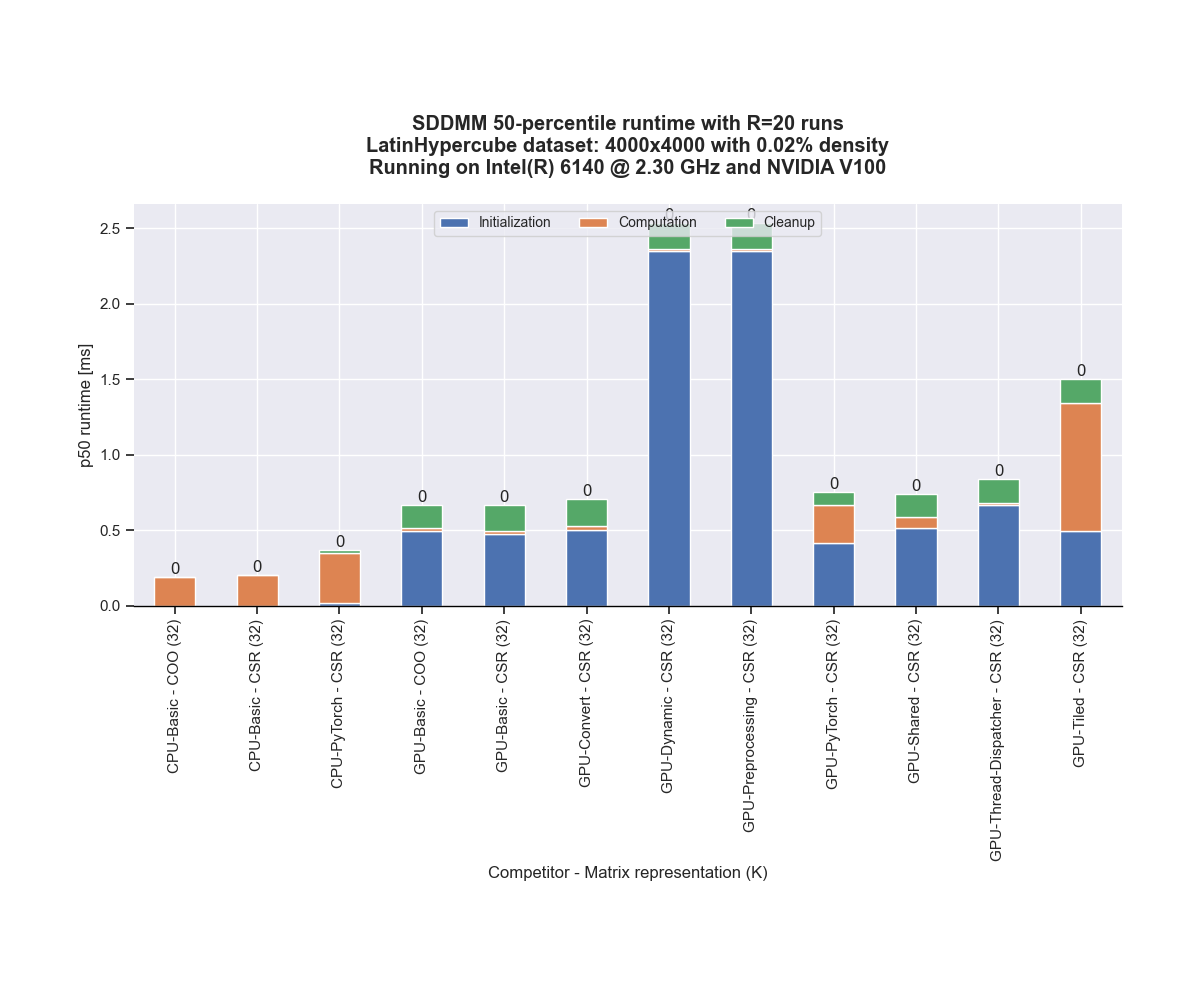 SDDMM 50-percentile runtime with R=20 runs
LatinHypercube dataset: 4000x4000 with 0.02% density
Running on Intel(R) 6140 @ 2.30 GHz and NVIDIA V100
Initialization
Computation
Cleanup
p50 runtime [ms]
2.5
2.0
1.5
1.0
0.5
0.0
0
0
0
0
0
0
0
0
0
0
0
0
CPU-Basic - COO (32)
CPU-Basic - CSR (32)
CPU-PyTorch - CSR (32)
GPU-Basic - COO (32)
GPU-Basic - CSR (32)
GPU-Convert - CSR (32)
GPU-Dynamic - CSR (32)
GPU-Preprocessing - CSR (32)
GPU-PyTorch - CSR (32)
GPU-Shared - CSR (32)
GPU-Thread-Dispatcher - CSR (32)
GPU-Tiled - CSR (32)
Competitor - Matrix representation (K)